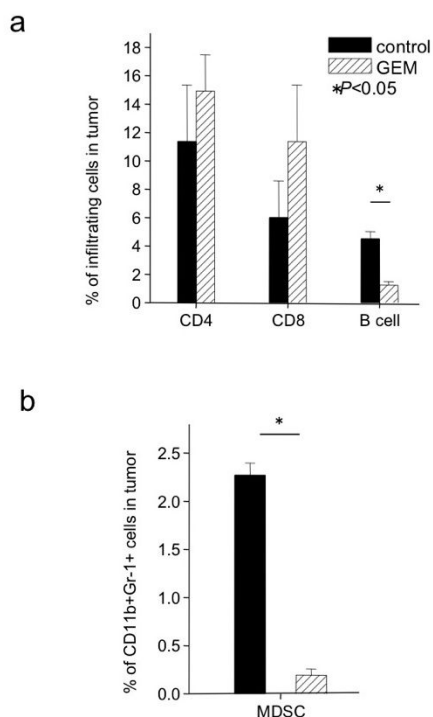 a
control
GEM
*P<0.05
% of infiltrating cells in tumor
18
16
14
12
10
8
6
4
2
0
*
CD4 CD8 B cell
b
% of CD11b+Gr-1+ cells in tumor
*
2.5
2.0
1.5
1.0
0.5
0.0
MDSC